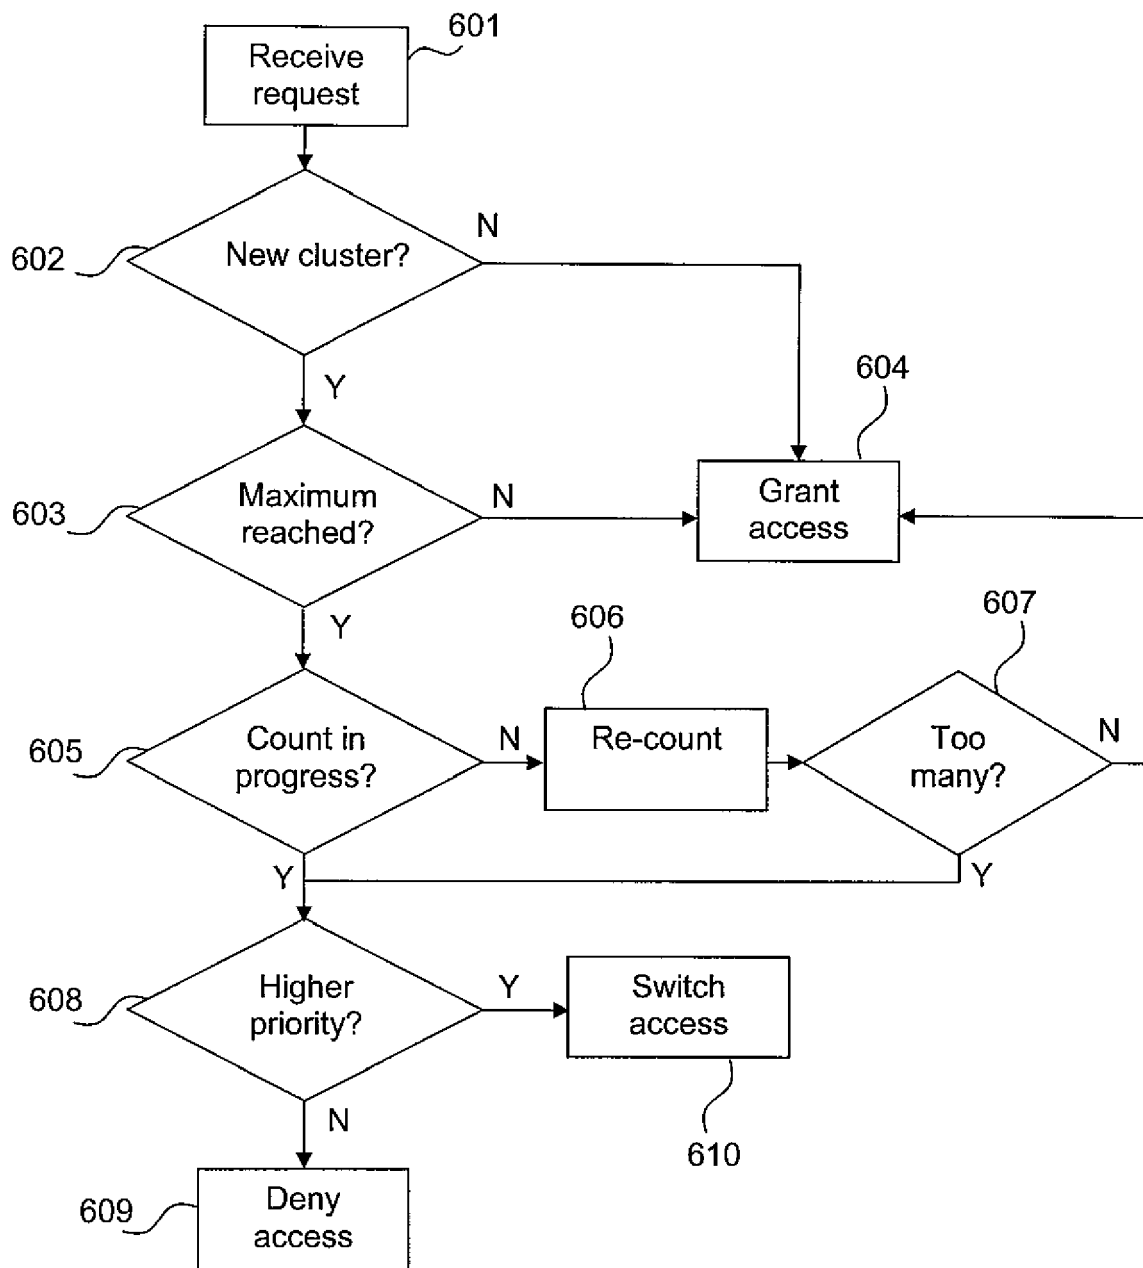 601
Receive
request
602
New cluster?
N
Y
604
603
Maximum
reached?
N
Grant
access
Y
606
607
605
Count in
progress?
N
Re-count
Too
many?
N
Y
Y
608
Higher
priority?
Y
Switch
access
N
610
609
Deny
access